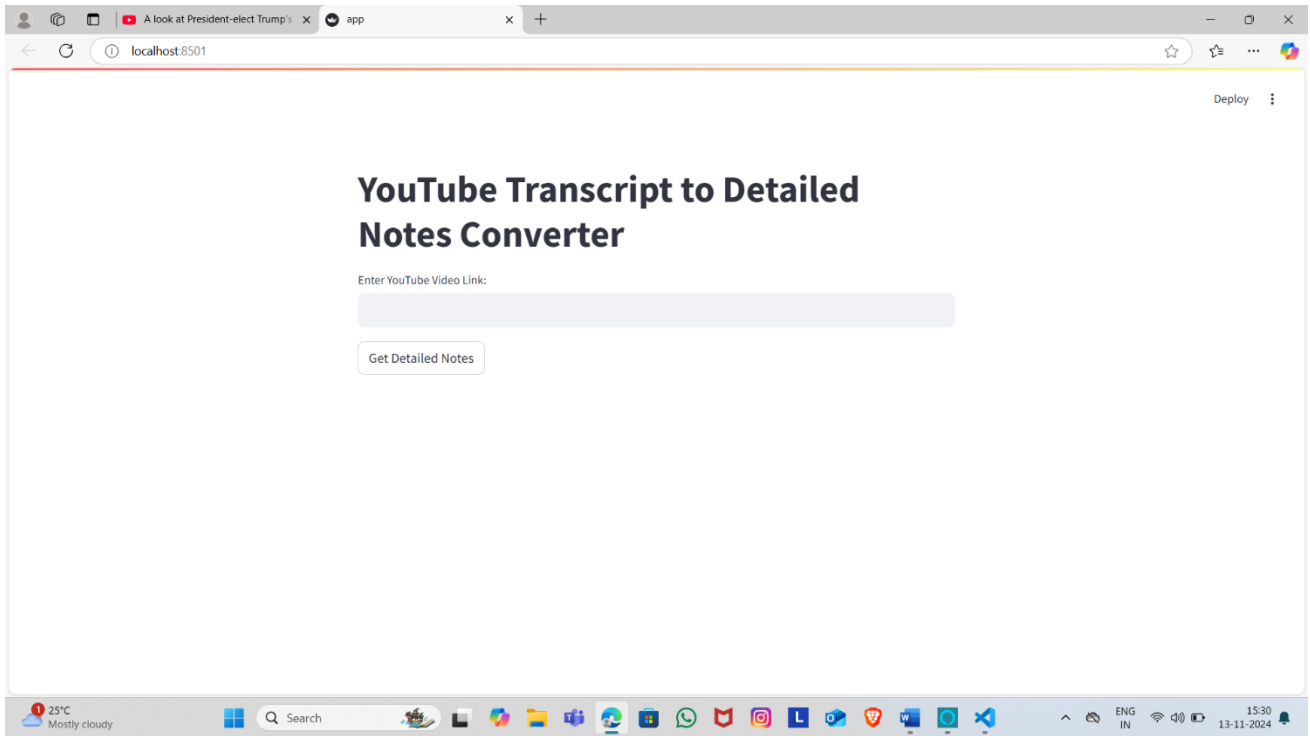 A look at President-elect Trump's
app
localhost:8501
Deploy
YouTube Transcript to Detailed
Notes Converter
Enter YouTube Video Link:
Get Detailed Notes
1
25°C
Mostly cloudy
Search
L
ENG
IN
15:30
13-11-2024